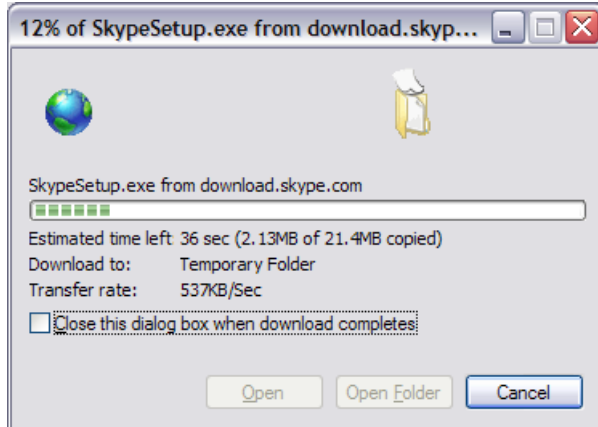 12% of SkypeSetup.exe from download.skyp...
SkypeSetup.exe from download.skype.com
Estimated time left 36 sec (2.13MB of 21.4MB copied)
Download to: Temporary Folder
Transfer rate: 537KB/Sec
Close this dialog box when download completes
Open Open Folder Cancel